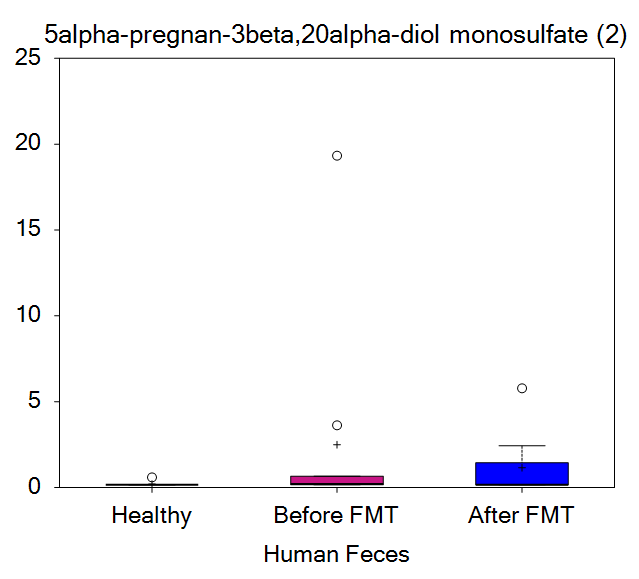 5alpha-pregnan-3beta,20alpha-diol monosulfate (2)
25
20
15
10
5
0
Healthy
Before FMT
After FMT
Human Feces